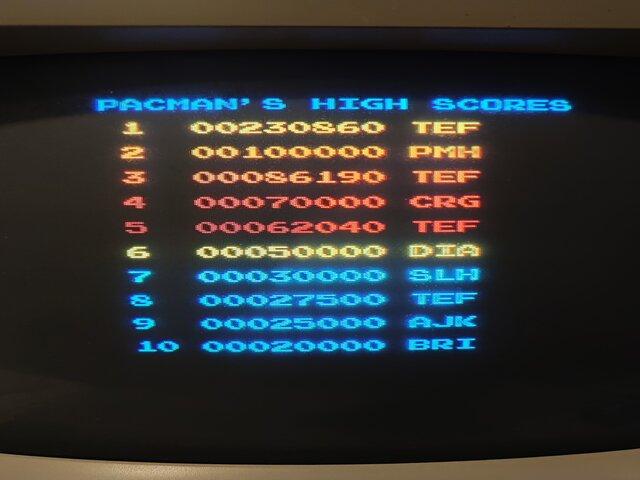 PACMAN'S HIGH SCORES
1 00230860 TEF
2 00100000 PMH
3 00086190 TEF
4 00070000 CRG
5 00062040 TEF
6 00050000 DIA
7 00030000 SLH
8 00027500 TEF
9 00025000 AJK
10 00020000 BRI